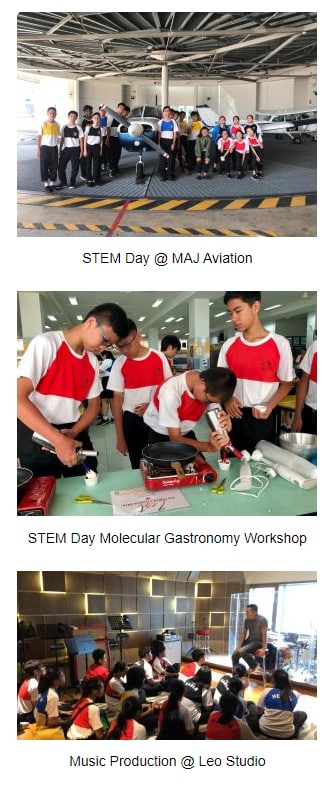 STEM Day @ MAJ Aviation
STEM Day Molecular Gastronomy Workshop
Music Production @ Leo Studio